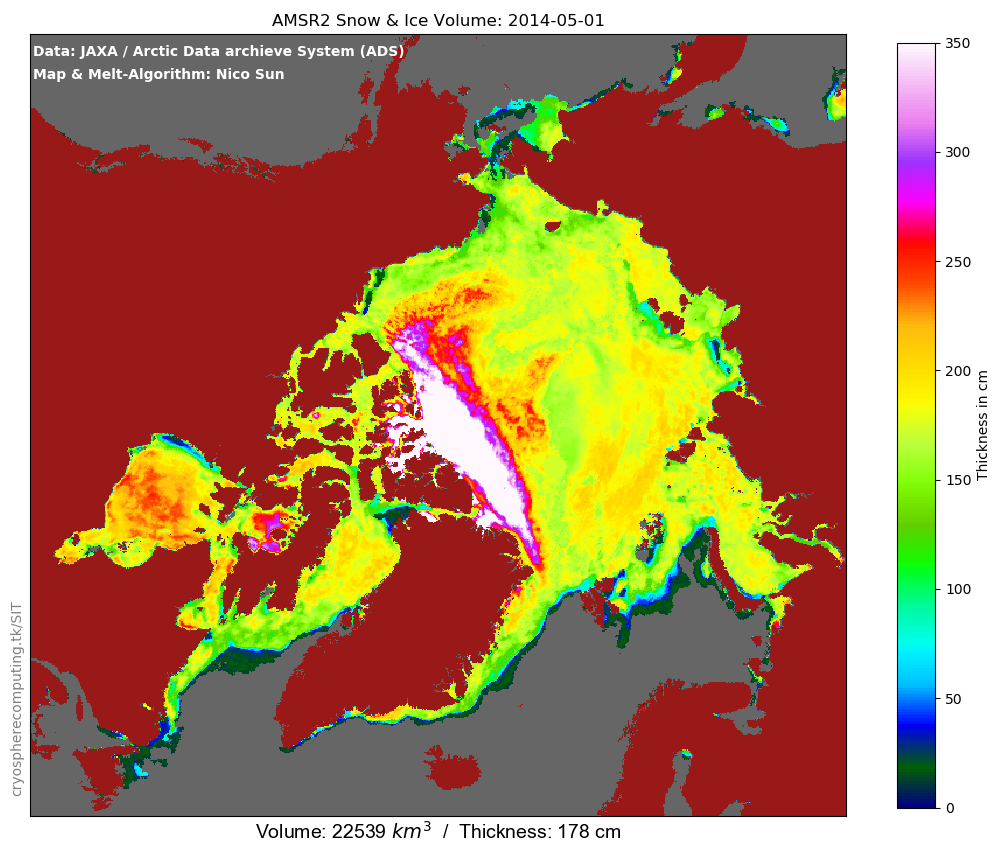 AMSR2 Snow & Ice Volume: 2014-05-01
Data: JAXA / Arctic Data archieve System (ADS)
Map & Melt-Algorithm: Nico Sun
350
300
250
200
150
100
50
0
Thickness in cm
cryospherecomputing.tk/SIT
Volume: 22539 km³ / Thickness: 178 cm